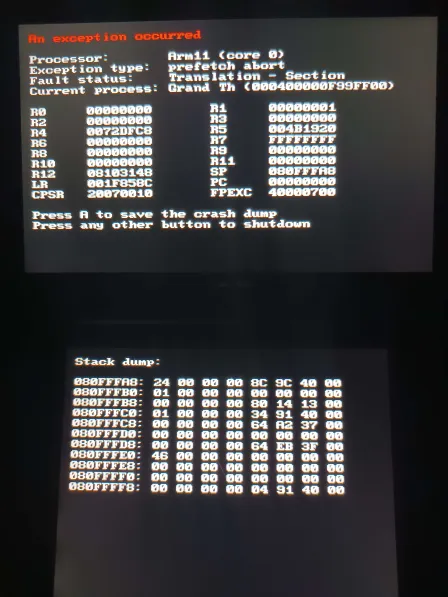 An exception occurred
Processor: Arm11 (core 0)
Exception type: prefetch abort
Fault status: Translation - Section
Current process: Grand Th (000400000F99FF00)
R0 00000000 R1 00000001
R2 00000000 R3 00000000
R4 0072DFC8 R5 004B1920
R6 00000000 R7 FFFFFFFF
R8 00000000 R9 00000000
R10 00000000 R11 00000000
R12 08103148 SP 080FFFA8
LR 001F858C PC 00000000
CPSR 20070010 FPEXC 40000700
Press A to save the crash dump
Press any other button to shutdown
Stack dump:
080FFFA8: 24 00 00 00 8C 9C 40 00
080FFFB0: 01 00 00 00 00 00 00 00
080FFFB8: 00 00 00 00 80 14 13 00
080FFFC0: 01 00 00 00 34 91 40 00
080FFFC8: 00 00 00 00 64 A2 37 00
080FFFD0: 00 00 00 00 00 00 00 00
080FFFD8: 00 00 00 00 64 EB 3F 00
080FFFE0: 46 00 00 00 00 00 00 00
080FFFE8: 00 00 00 00 00 00 00 00
080FFFF0: 00 00 00 00 00 00 00 00
080FFFF8: 00 00 00 00 04 91 40 00